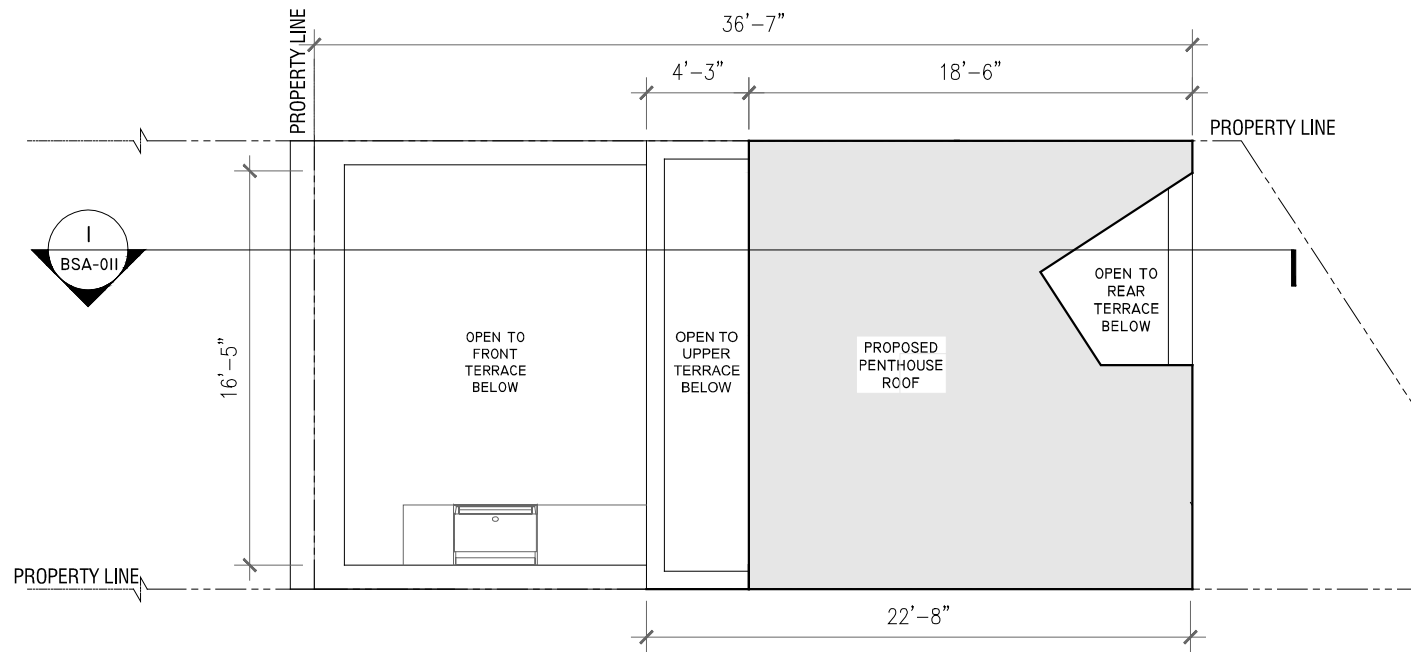 36'-7"
PROPERTY LINE
4'-3"
18'-6"
PROPERTY LINE
1
BSA-011
OPEN TO
REAR
TERRACE
BELOW
16'-5"
OPEN TO
FRONT
TERRACE
BELOW
OPEN TO
UPPER
TERRACE
BELOW
PROPOSED
PENTHOUSE
ROOF
PROPERTY LINE
22'-8"